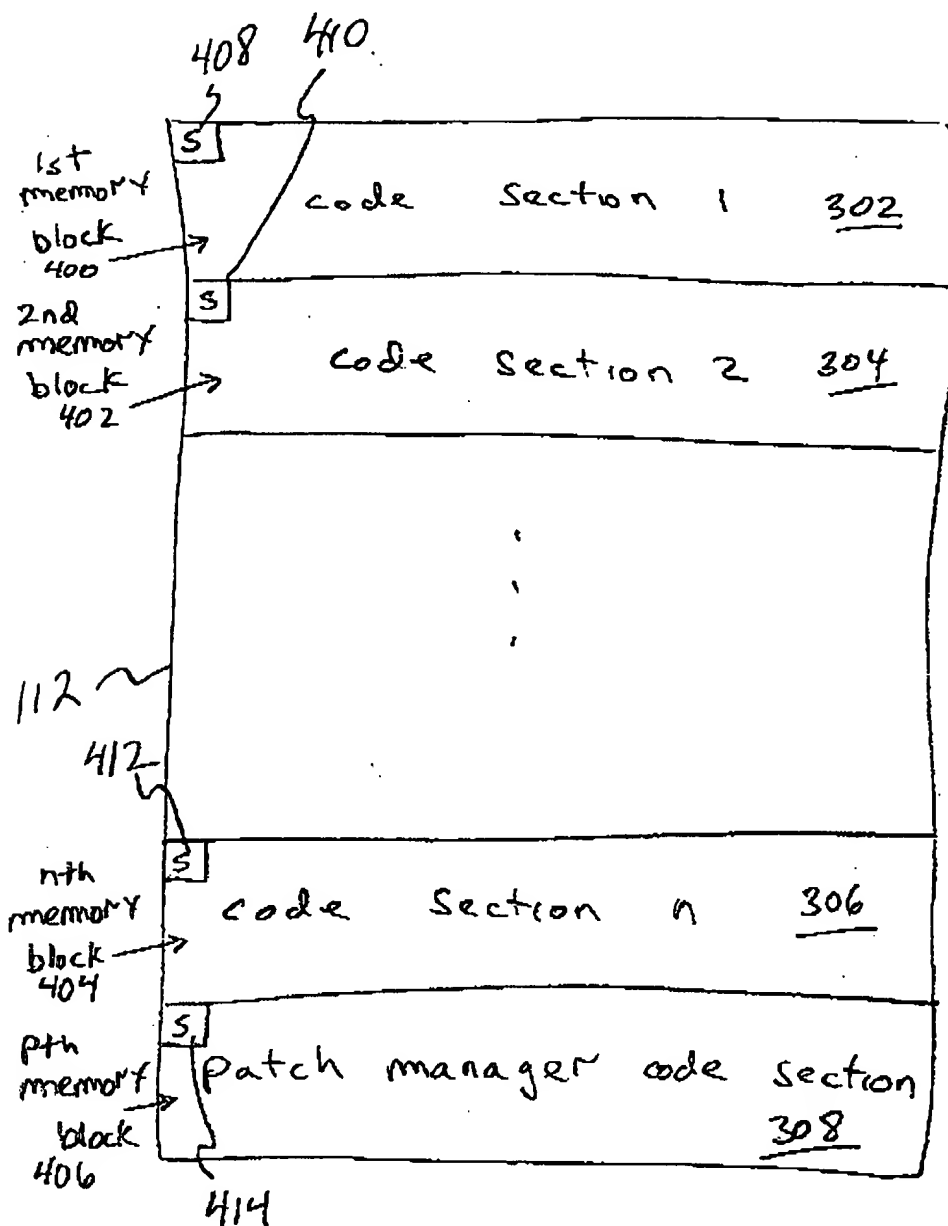 408
410
S
1st
memory
block
400
code section 1 302
S
2nd
memory
block
402
code section 2 304
112
412
S
nth
memory
block
404
code section n 306
S
pth
memory
block
406
patch manager code section
308
414